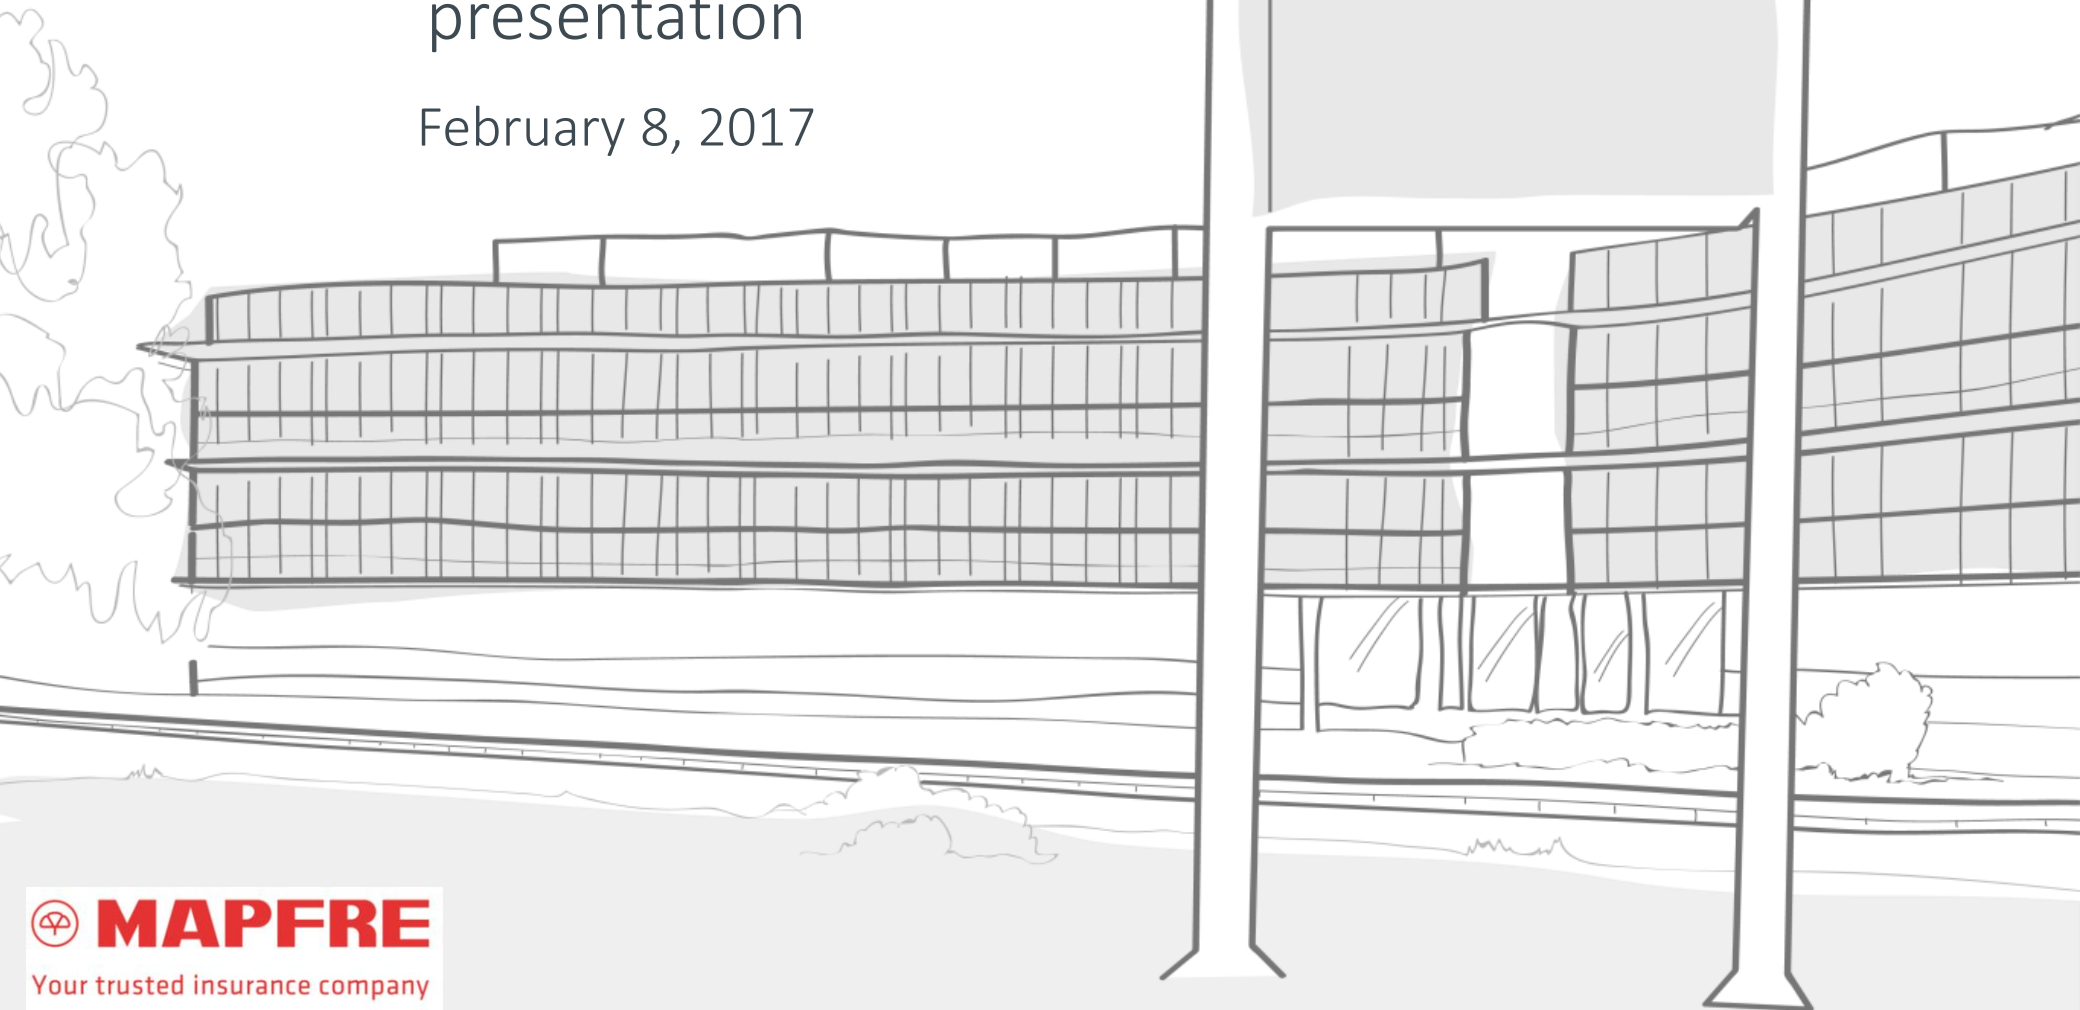 presentation
February 8, 2017
MAPFRE
Your trusted insurance company